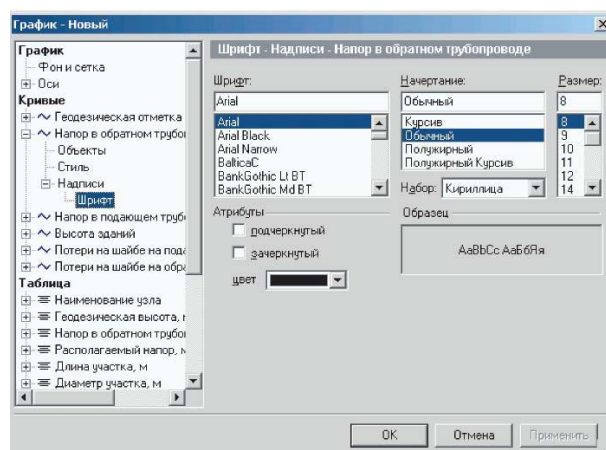 График - Новый
График
Фон и сетка
Оси
Кривые
Геодезическая отметка
Напор в обратном трубо
Объекты
Стиль
Надписи
Шрифт
Напор в подающем труб
Высота зданий
Потери на шайбе на пода
Потери на шайбе на обра
Таблица
Наименование узла
Геодезическая высота,
Напор в обратном трубо
Располагаемый напор, м
Длина участка, м
Диаметр участка, м
Шрифт - Надписи - Напор в обратном трубопроводе
Шрифт: Начертание: Размер:
Arial Обычный 8
Arial Курсив 8
Arial Black Обычный 9
Arial Narrow Полужирный 10
BalticaC Полужирный Курсив 11
BankGothic Lt BT 12
BankGothic Md BT Набор: Кириллица 14
Атрибуты Образец
подчеркнутый
зачеркнутый
AaBbCc АаБбЯя
цвет
OK Отмена Применить